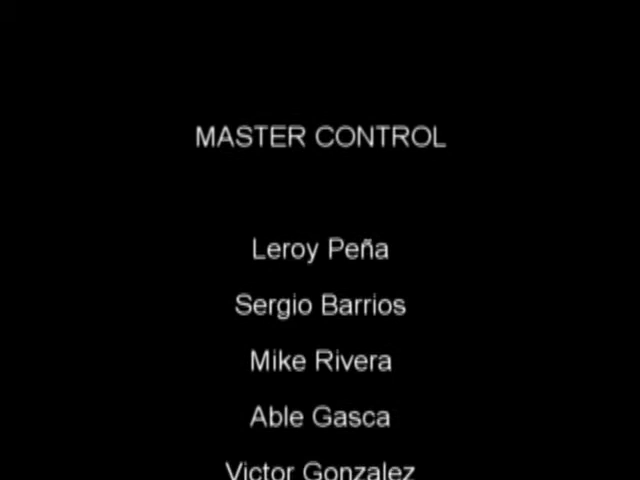 MASTER CONTROL
Leroy Peña
Sergio Barrios
Mike Rivera
Able Gasca
Victor Gonzalez